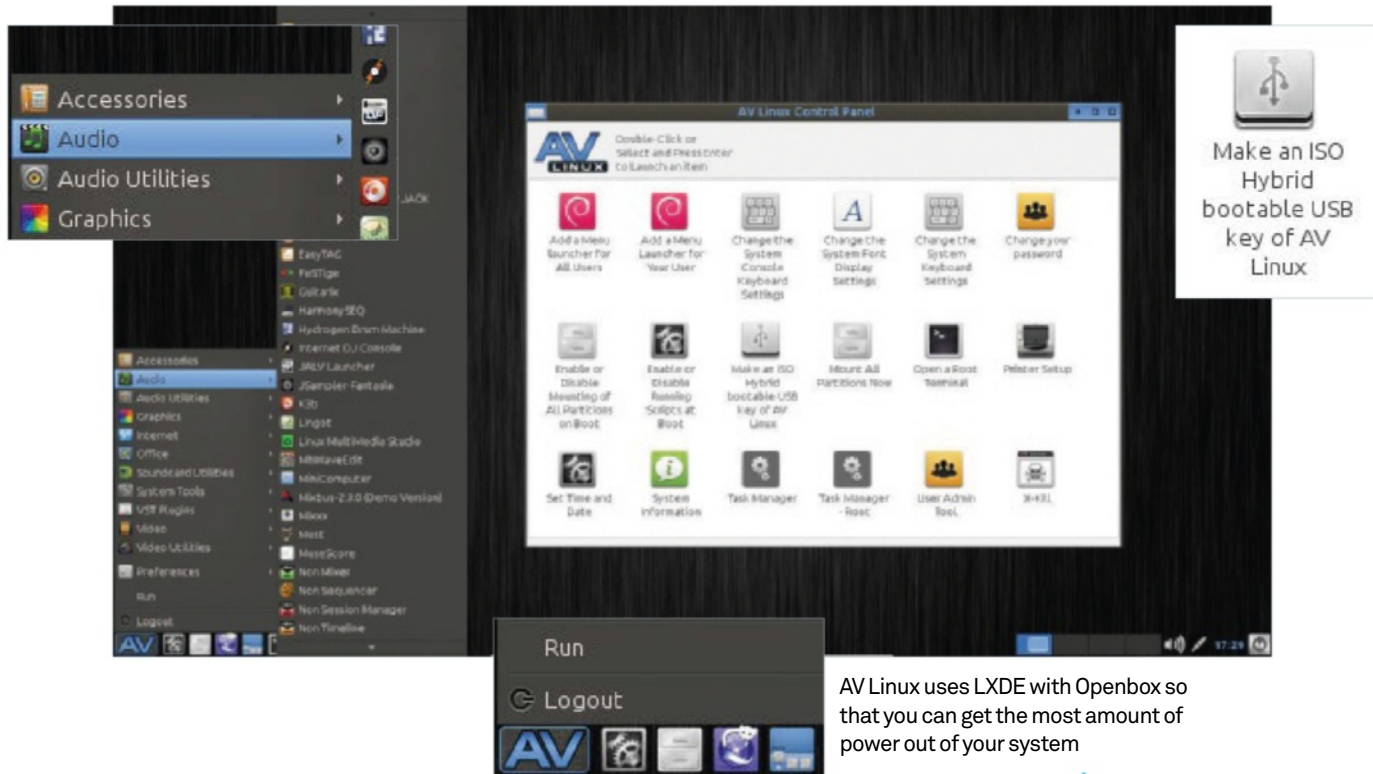 Accessories
Audio
Audio Utilities
Graphics
JACK
EasyTAG
FeSTige
Guitarix
HarmonySEQ
Hydrogen Drum Machine
Internet DJ Console
JALV Launcher
JSampler Fantasia
K3b
Lingot
Linux MultiMedia Studio
MhWaveEdit
MiniComputer
Mixbus-2.3.0 (Demo Version)
Mixxx
MuseScore
Non Mixer
Non Sequencer
Non Session Manager
Non Timeline
Accessories
Audio
Audio Utilities
Graphics
Internet
Office
Soundcard Utilities
System Tools
VST Plugins
Video
Video Utilities
Preferences
Run
Logout
AV
AV Linux Control Panel
AV
LINUX
Double-Click or
Select and Press Enter
to Launch an Item
Add a Menu
launcher for
All Users
Add a Menu
Launcher for
Your User
Change the
System
Console
Keyboard
Settings
Change the
System Font
Display
Settings
Change the
System
Keyboard
Settings
Change your
password
Enable or
Disable
Mounting of
All Partitions
on Boot
Enable or
Disable
Running
Scripts at
Boot
Make an ISO
Hybrid
bootable USB
key of AV
Linux
Mount All
Partitions Now
Open a Root
Terminal
Printer Setup
Set Time and
Date
System
Information
Task Manager
Task Manager
- Root
User Admin
Tool
X-Kill
17:29
Make an ISO
Hybrid
bootable USB
key of AV
Linux
Run
Logout
AV
AV Linux uses LXDE with Openbox so
that you can get the most amount of
power out of your system